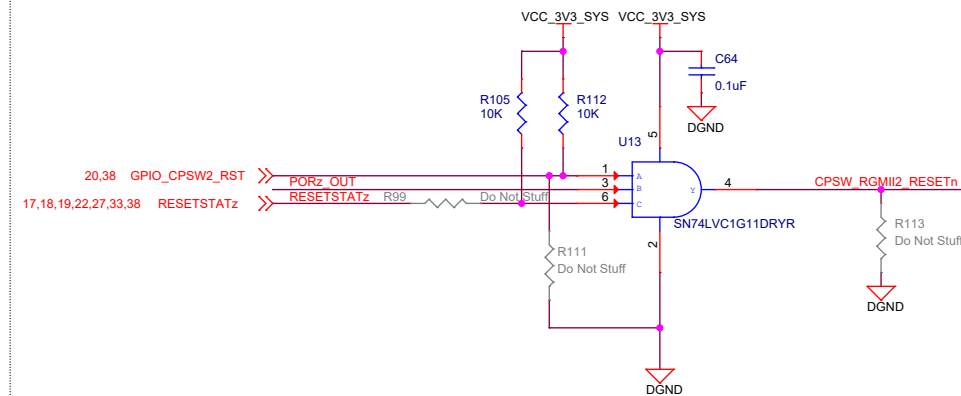 VCC_3V3_SYS VCC_3V3_SYS
C64
0.1uF
R105
10K
R112
10K
DGND
5
U13
20,38 GPIO_CPSW2_RST
1
A
PORz_OUT
3
B
Y
4
CPSW_RGMII2_RESETn
17,18,19,22,27,33,38 RESETSTATz
RESETSTATz
R99
Do Not Stuff
6
C
SN74LVC1G11DRYR
2
R111
Do Not Stuff
R113
Do Not Stuff
DGND
DGND